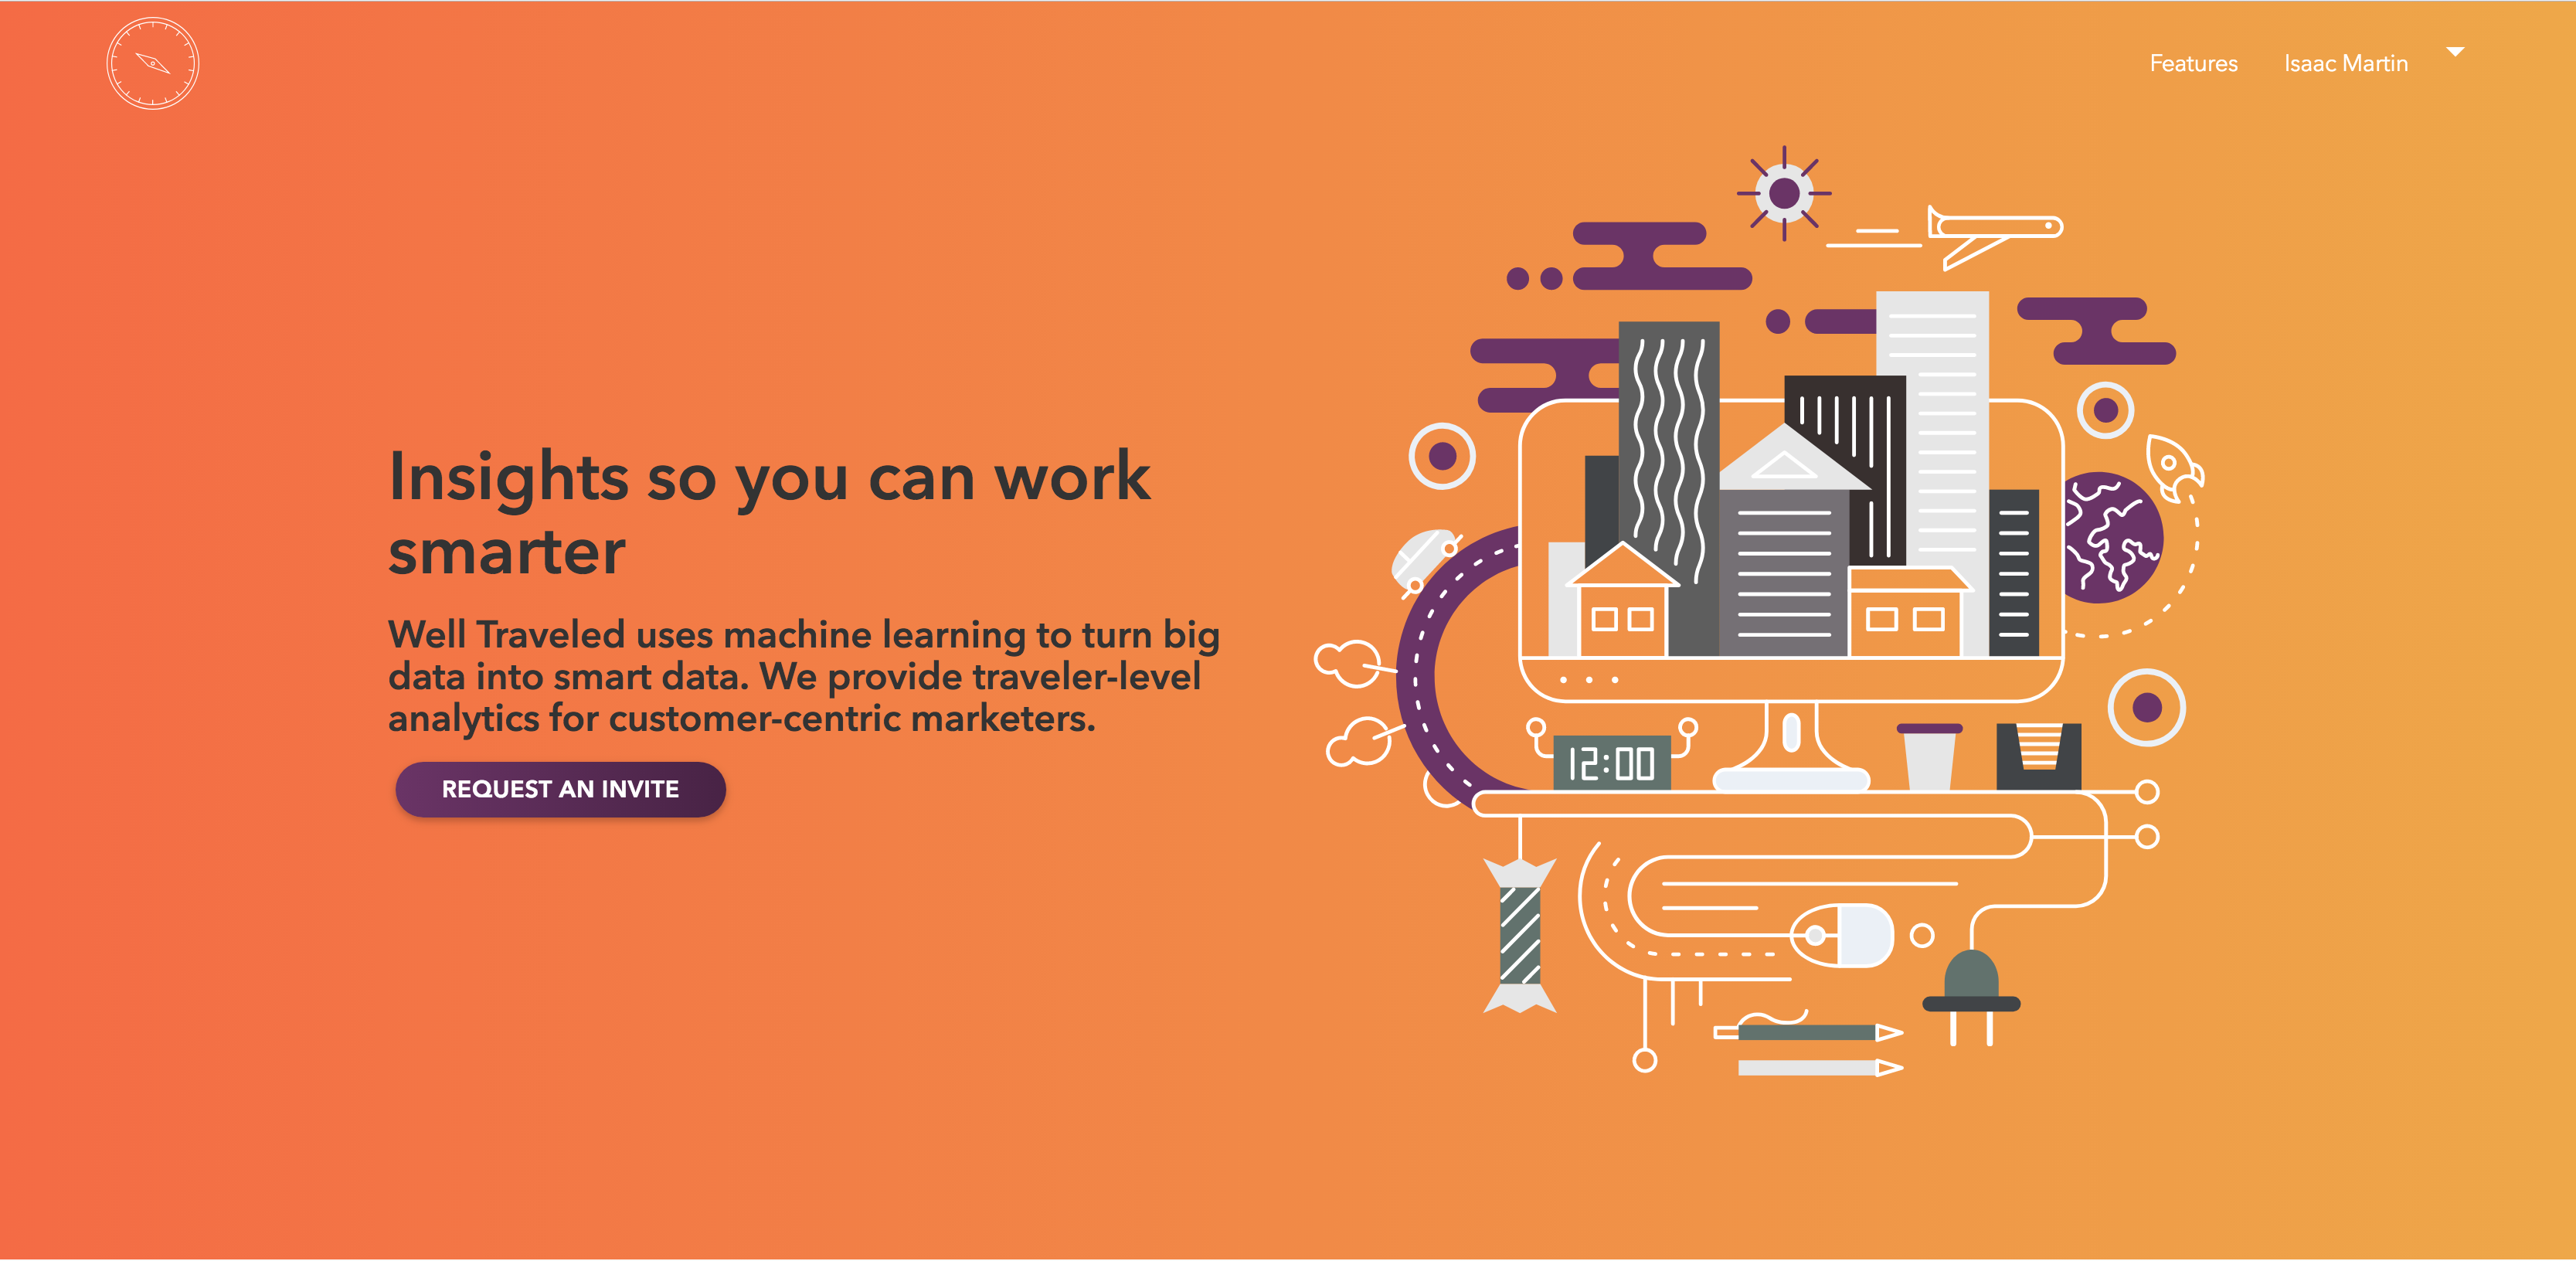 Features Isaac Martin
Insights so you can work
smarter
Well Traveled uses machine learning to turn big
data into smart data. We provide traveler-level
analytics for customer-centric marketers.
REQUEST AN INVITE
12:00